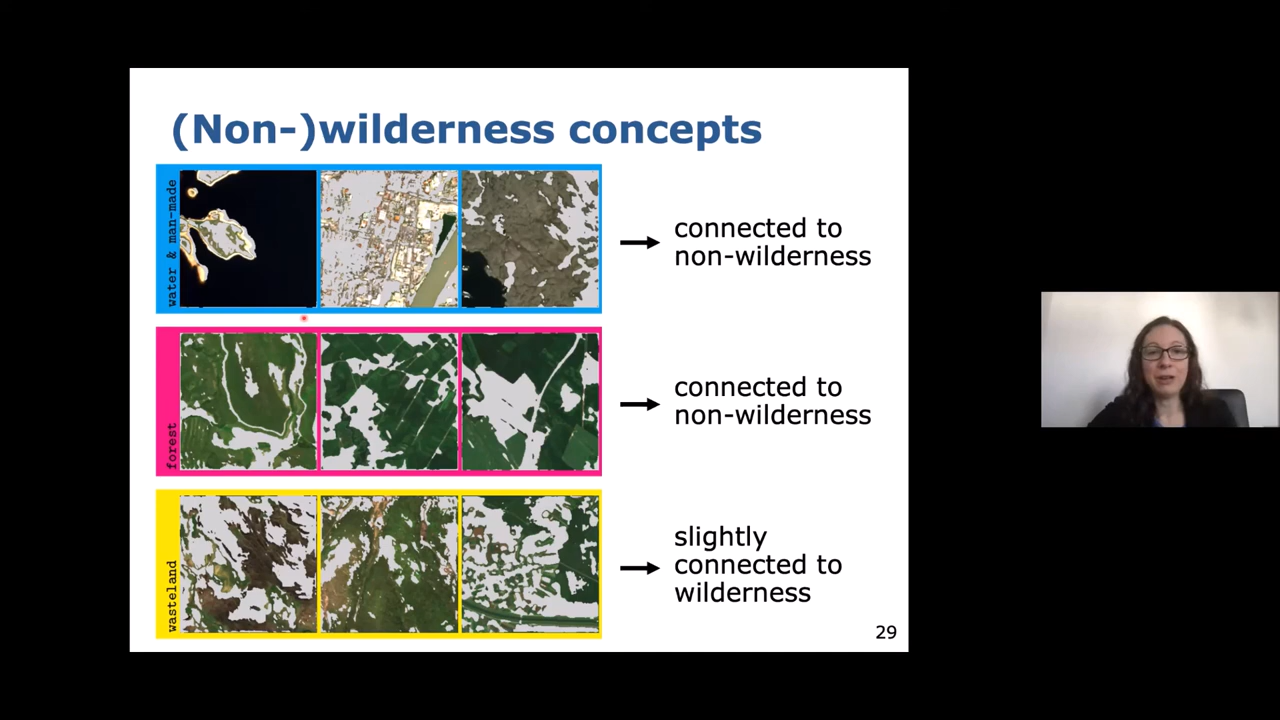 (Non-)wilderness concepts
water & man-made
connected to
non-wilderness
forest
connected to
non-wilderness
wasteland
slightly
connected to
wilderness
29